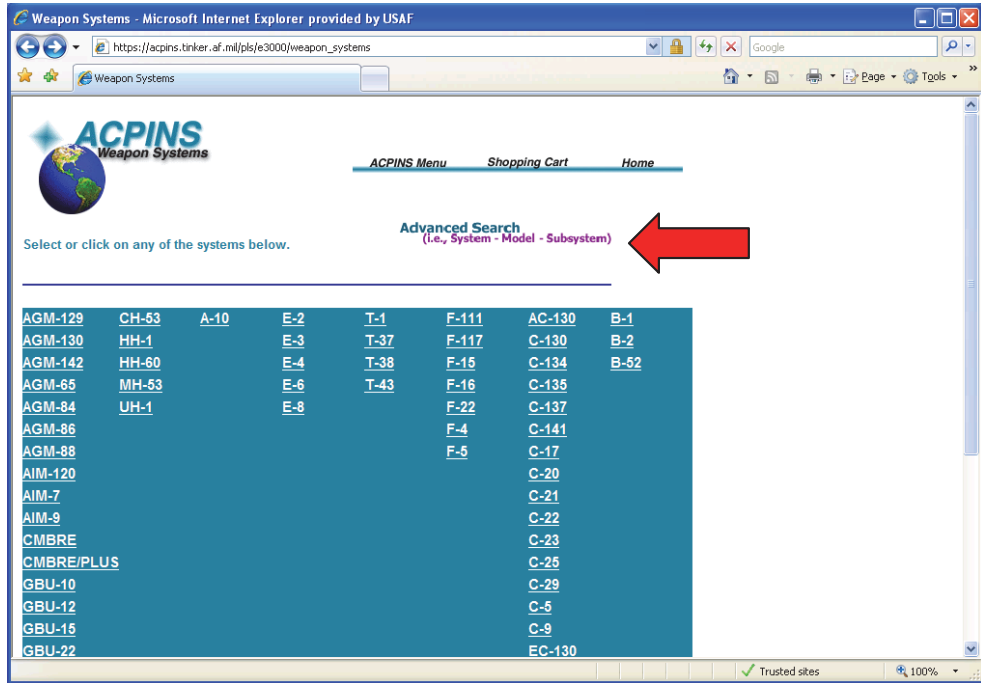 Weapon Systems - Microsoft Internet Explorer provided by USAF
https://acpins.tinker.af.mil/pls/e3000/weapon_systems
Google
Weapon Systems
Page
Tools
ACPINS
Weapon Systems
ACPINS Menu Shopping Cart Home
Advanced Search
(i.e., System - Model - Subsystem)
Select or click on any of the systems below.
AGM-129 CH-53 A-10 E-2 T-1 F-111 AC-130 B-1
AGM-130 HH-1 E-3 T-37 F-117 C-130 B-2
AGM-142 HH-60 E-4 T-38 F-15 C-134 B-52
AGM-65 MH-53 E-6 T-43 F-16 C-135
AGM-84 UH-1 E-8 F-22 C-137
AGM-86 F-4 C-141
AGM-88 F-5 C-17
AIM-120 C-20
AIM-7 C-21
AIM-9 C-22
CMBRE C-23
CMBRE/PLUS C-25
GBU-10 C-29
GBU-12 C-5
GBU-15 C-9
GBU-22 EC-130
Trusted sites 100%